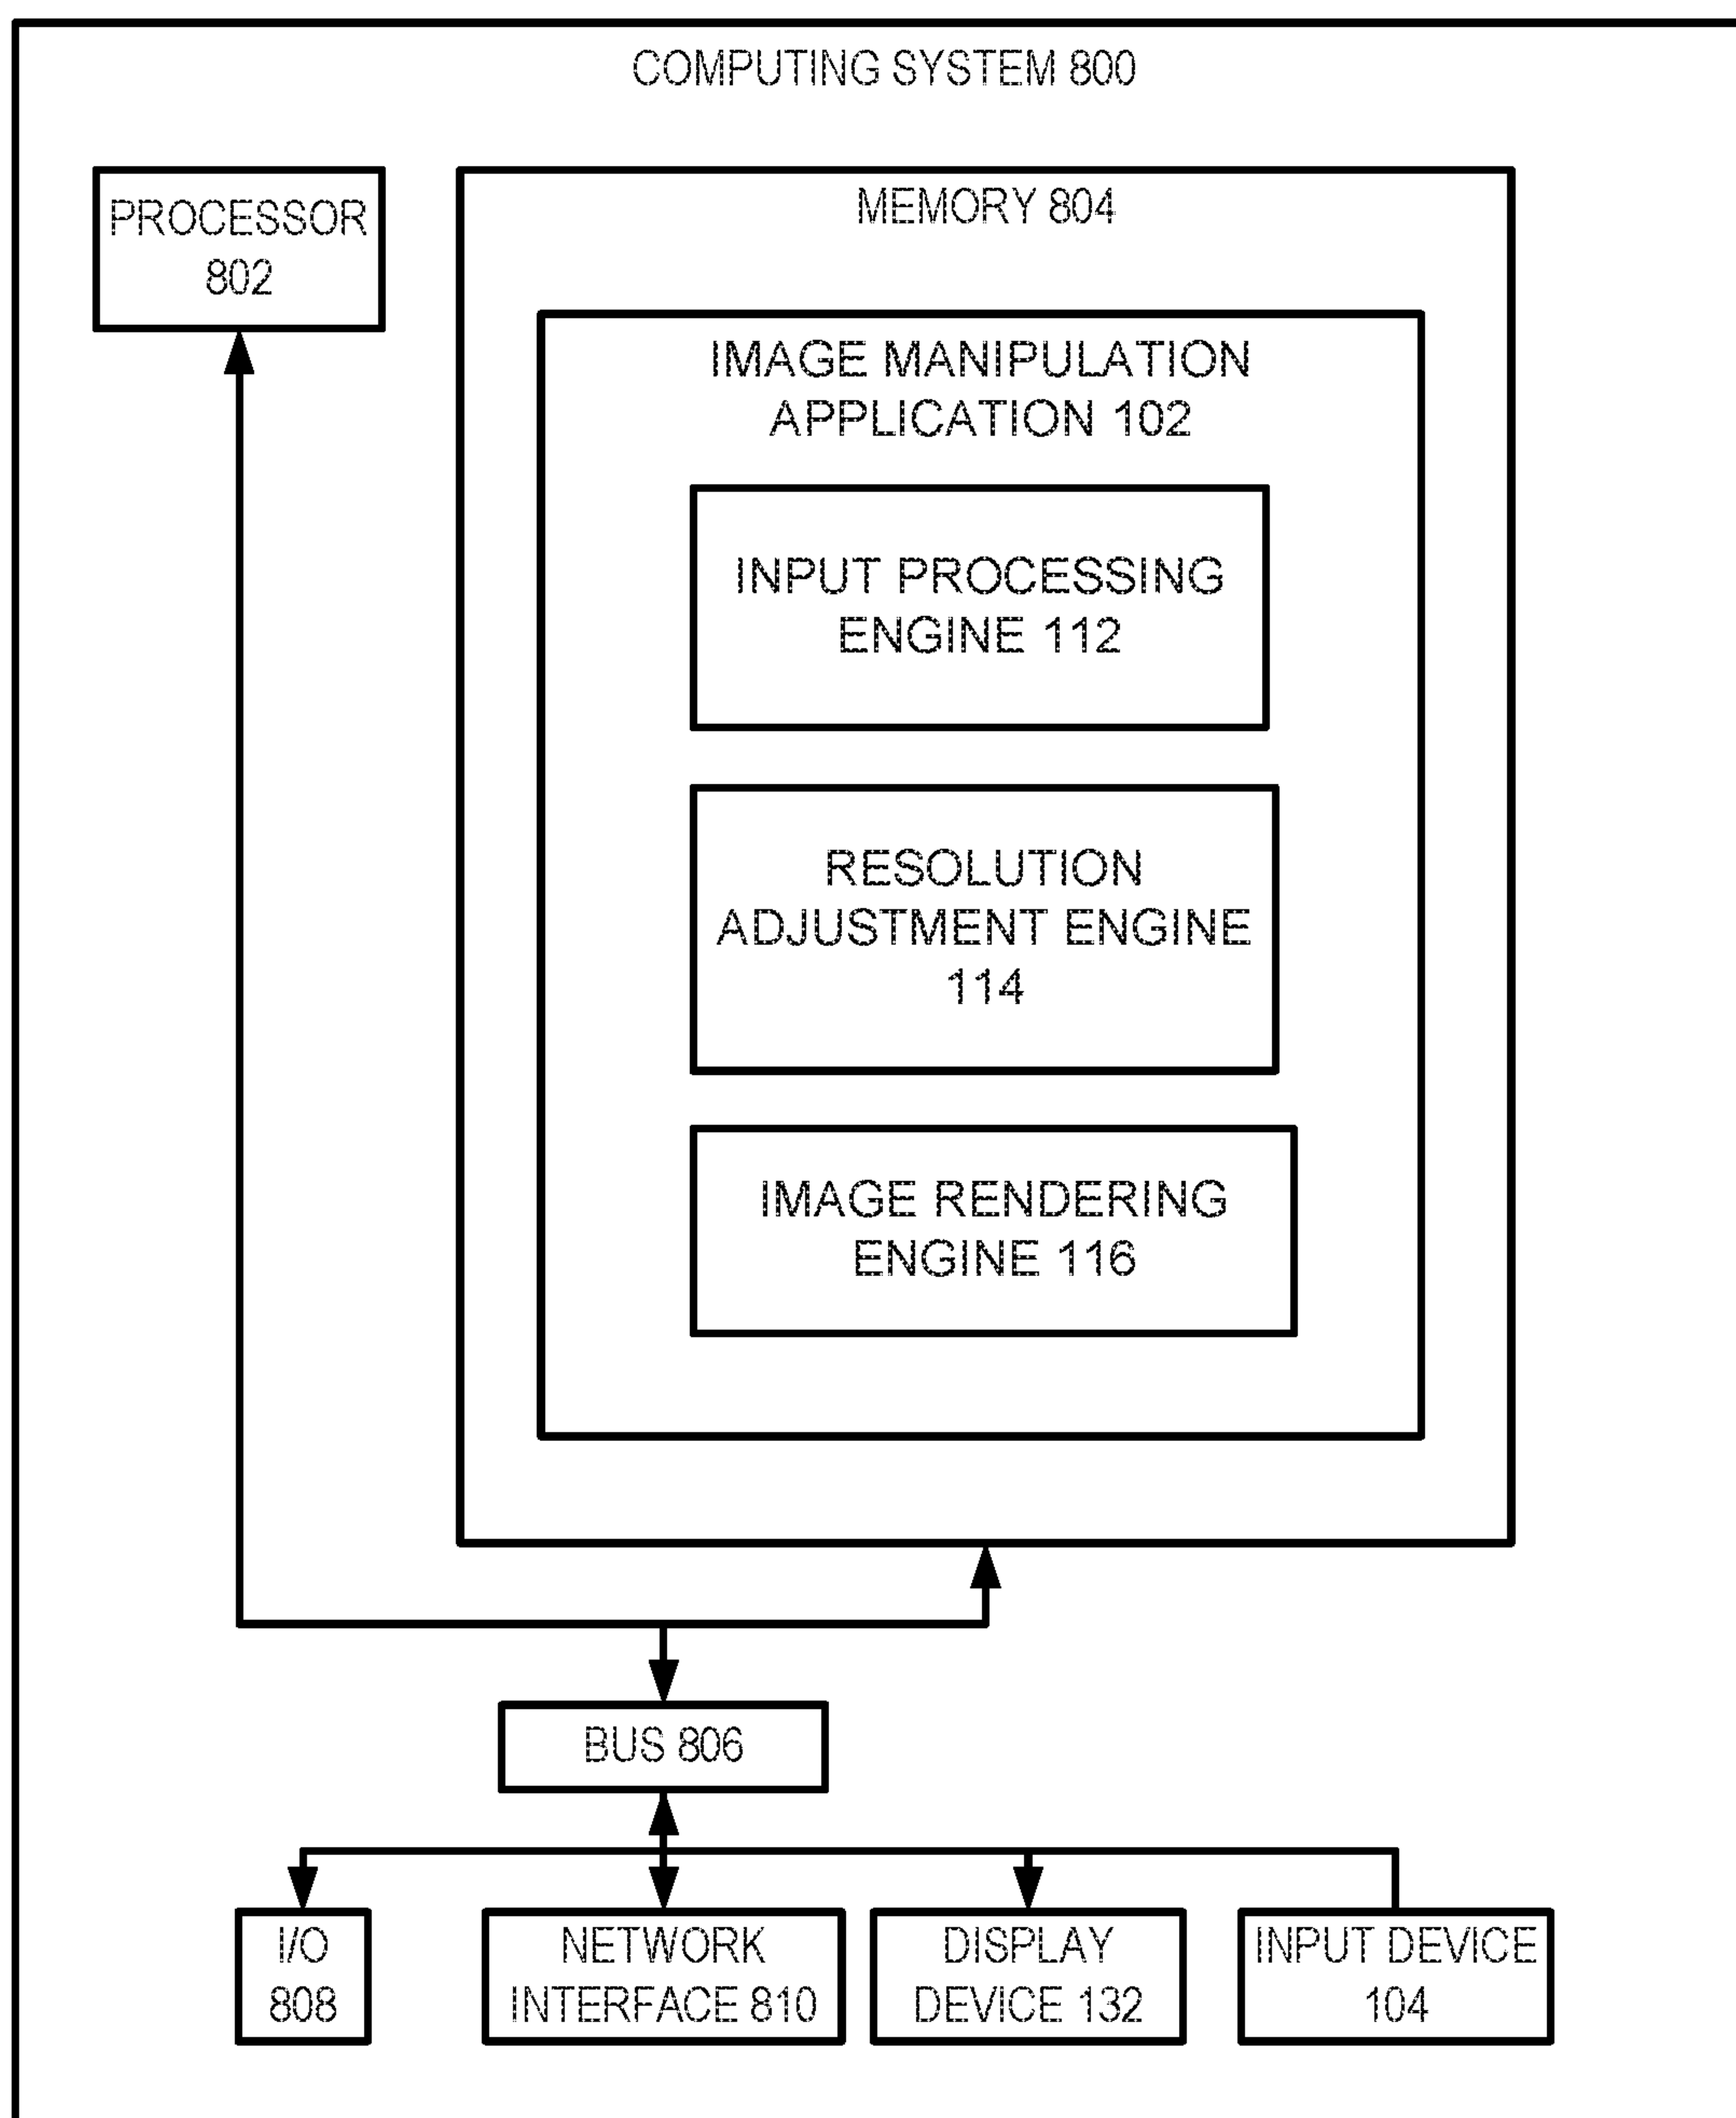 COMPUTING SYSTEM 800
PROCESSOR
802
MEMORY 804
IMAGE MANIPULATION
APPLICATION 102
INPUT PROCESSING
ENGINE 112
RESOLUTION
ADJUSTMENT ENGINE
114
IMAGE RENDERING
ENGINE 116
BUS 806
I/O
808
NETWORK
INTERFACE 810
DISPLAY
DEVICE 132
INPUT DEVICE
104